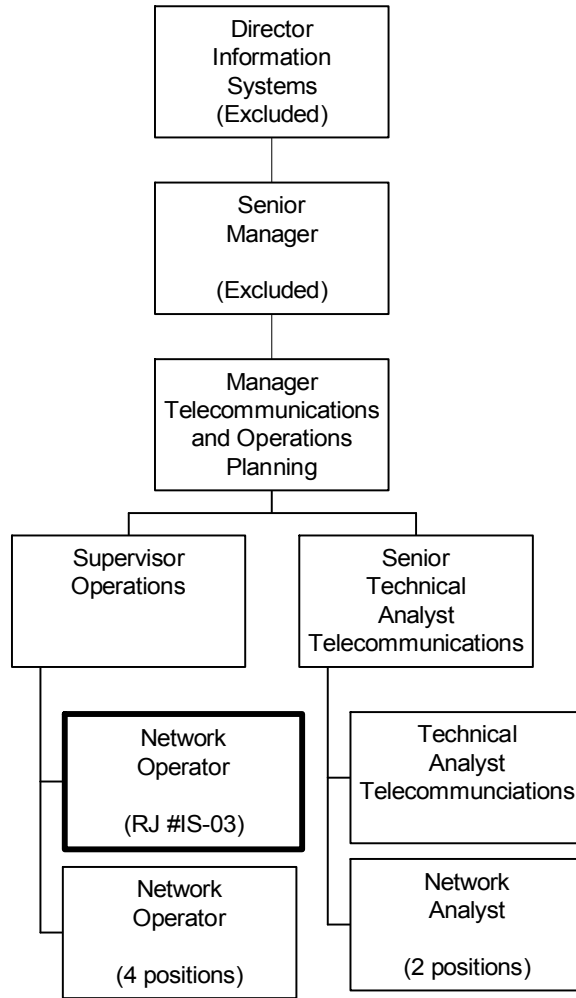 Director
Information
Systems
(Excluded)
Senior
Manager
(Excluded)
Manager
Telecommunications
and Operations
Planning
Supervisor
Operations
Senior
Technical
Analyst
Telecommunications
Network
Operator
(RJ #IS-03)
Technical
Analyst
Telecommunciations
Network
Operator
(4 positions)
Network
Analyst
(2 positions)